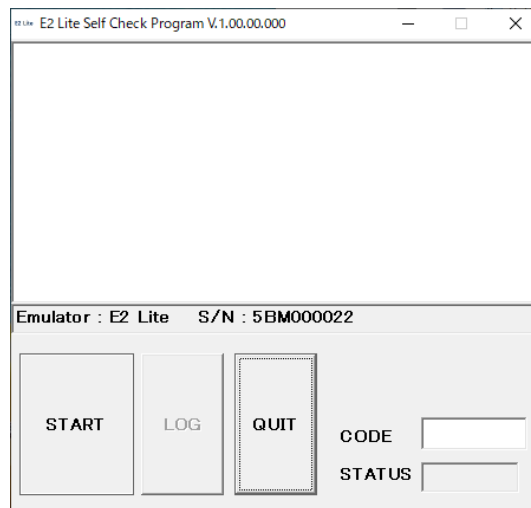 E2 Lite E2 Lite Self Check Program V.1.00.00.000
Emulator : E2 Lite S/N : 5BM000022
START
LOG
QUIT
CODE
STATUS